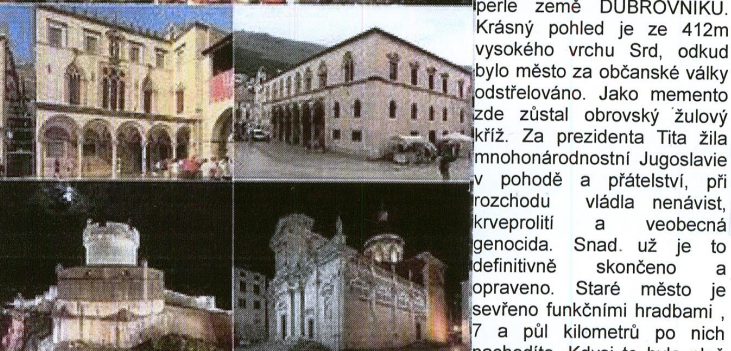 perle země DUBROVNÍKU.
Krásný pohled je ze 412m
vysokého vrchu Srd, odkud
bylo město za občanské války
odstřelováno. Jako memento
zde zůstal obrovský žulový
kříž. Za prezidenta Tita žila
mnohonárodnostní Jugoslavie
v pohodě a přátelství, při
rozchodu vládla nenávist,
krveprolití a veobecná
genocida. Snad už je to
definitivně skončeno a
opraveno. Staré město je
sevřeno funkčními hradbami ,
7 a půl kilometrů po nich